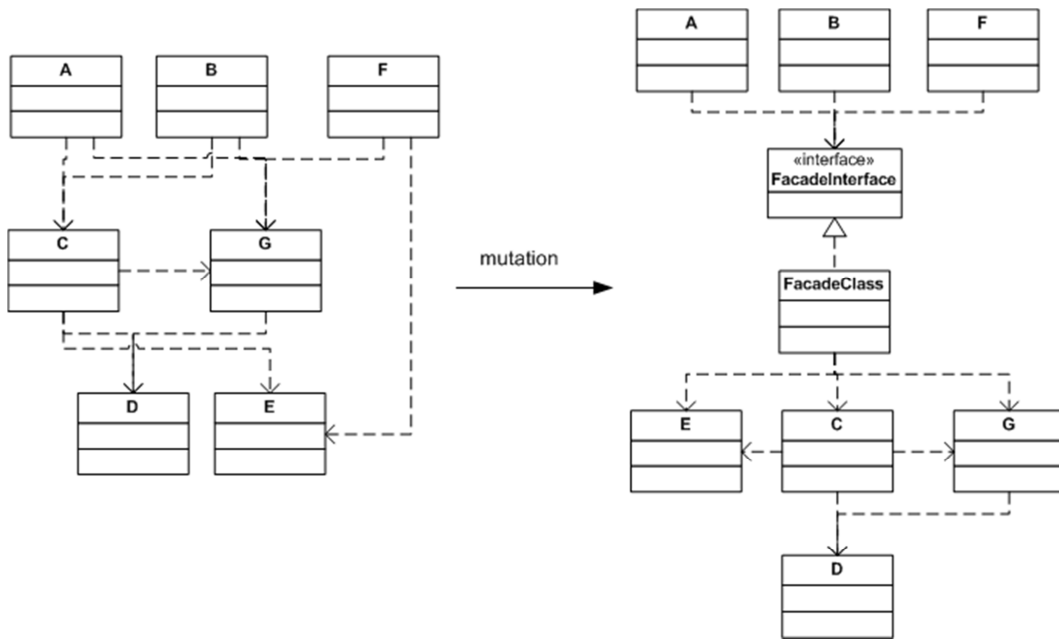 A
B
F
C
G
D
E
mutation
A
B
F
«interface»
FacadeInterface
FacadeClass
E
C
G
D